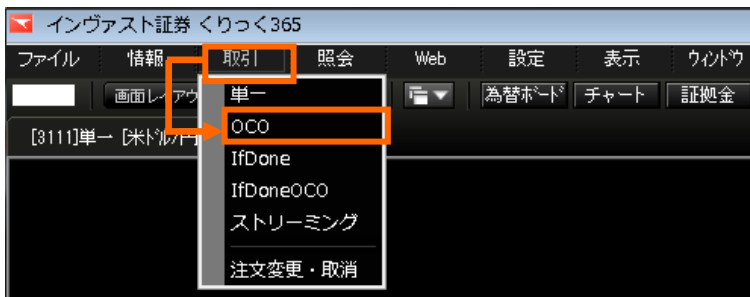 インヴァスト証券 くりっく365
ファイル 情報 取引 照会 Web 設定 表示 ウィンドウ
画面レイアウ 為替ボード チャート 証拠金
[3111]単一 [米ドル/円
単一
OCO
IfDone
IfDoneOCO
ストリーミング
注文変更・取消